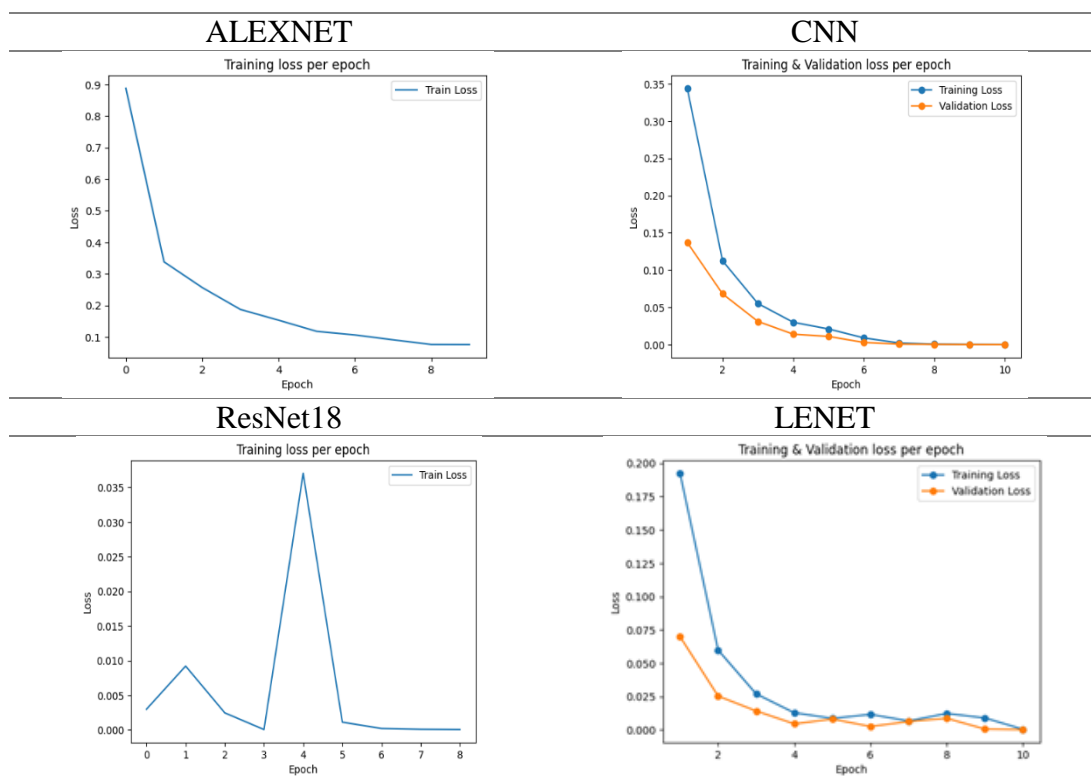 ALEXNET
Training loss per epoch
Train Loss
0.9
0.8
0.7
0.6
0.5
0.4
0.3
0.2
0.1
Loss
0 2 4 6 8
Epoch
CNN
Training & Validation loss per epoch
Training Loss
Validation Loss
0.35
0.30
0.25
0.20
0.15
0.10
0.05
0.00
Loss
2 4 6 8 10
Epoch
ResNet18
Training loss per epoch
Train Loss
0.035
0.030
0.025
0.020
0.015
0.010
0.005
0.000
Loss
0 1 2 3 4 5 6 7 8
Epoch
LENET
Training & Validation loss per epoch
Training Loss
Validation Loss
0.200
0.175
0.150
0.125
0.100
0.075
0.050
0.025
0.000
Loss
2 4 6 8 10
Epoch